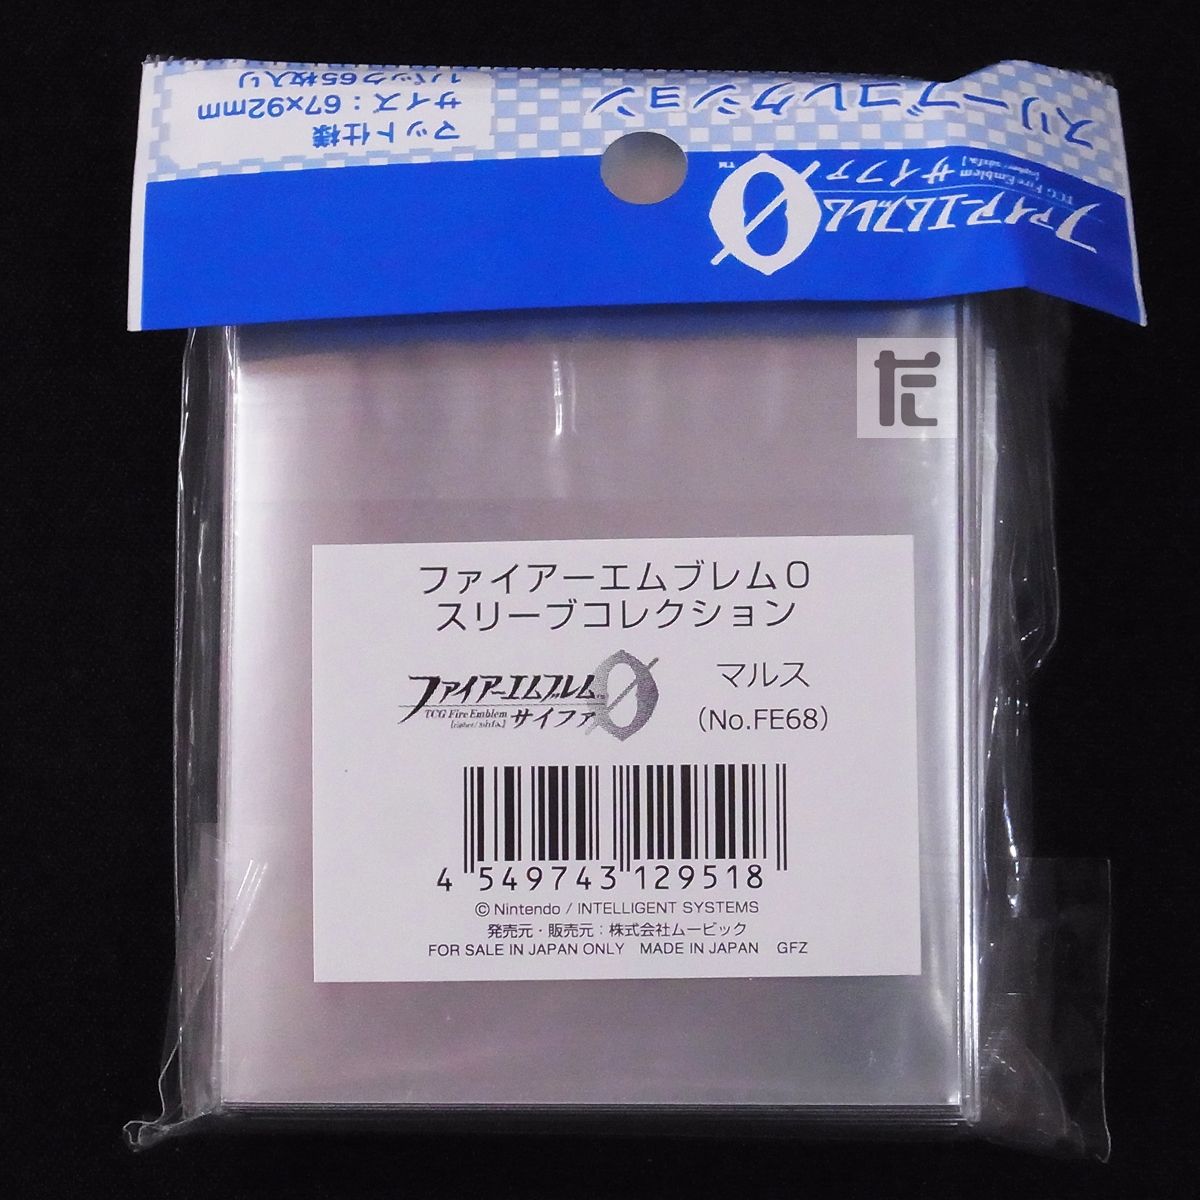 スリーブコレクション
マット仕様
サイズ：67×92mm
1パック65枚入り
ファイアーエムブレム0
TCG Fire Emblem
サイファ
TM
ファイアーエムブレム０
スリーブコレクション
ファイアーエムブレム0
TCG Fire Emblem
サイファ
マルス
(No.FE68)
4 549743 129518
© Nintendo / INTELLIGENT SYSTEMS
発売元・販売元：株式会社ムービック
FOR SALE IN JAPAN ONLY MADE IN JAPAN GFZ